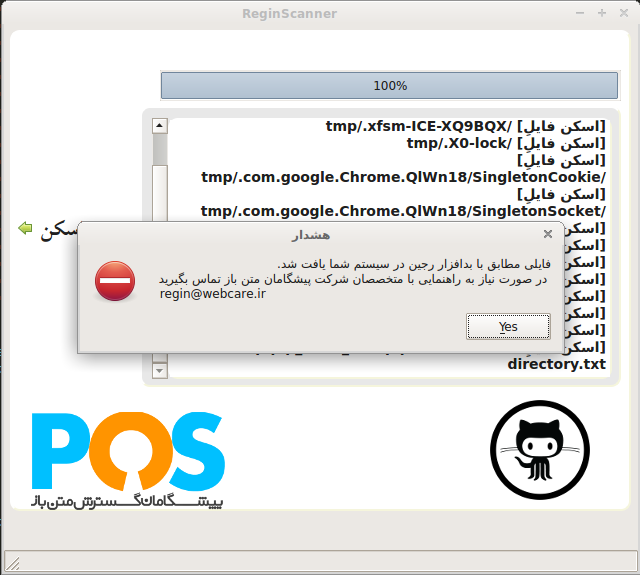 ReginScanner
100%
[اسکن فایلِ] /tmp/.xfsm-ICE-XQ9BQX
[اسکن فایلِ] /tmp/.X0-lock
[اسکن فایلِ]
/tmp/.com.google.Chrome.QlWn18/SingletonCookie
[اسکن فایلِ]
/tmp/.com.google.Chrome.QlWn18/SingletonSocket
هشدار
فایلی مطابق با بدافزار رجین در سیستم شما یافت شد.
در صورت نیاز به راهنمایی با متخصصان شرکت پیشگامان متن باز تماس بگیرید
regin@webcare.ir
Yes
directory.txt
POS
پیشگامان گسترش متن باز